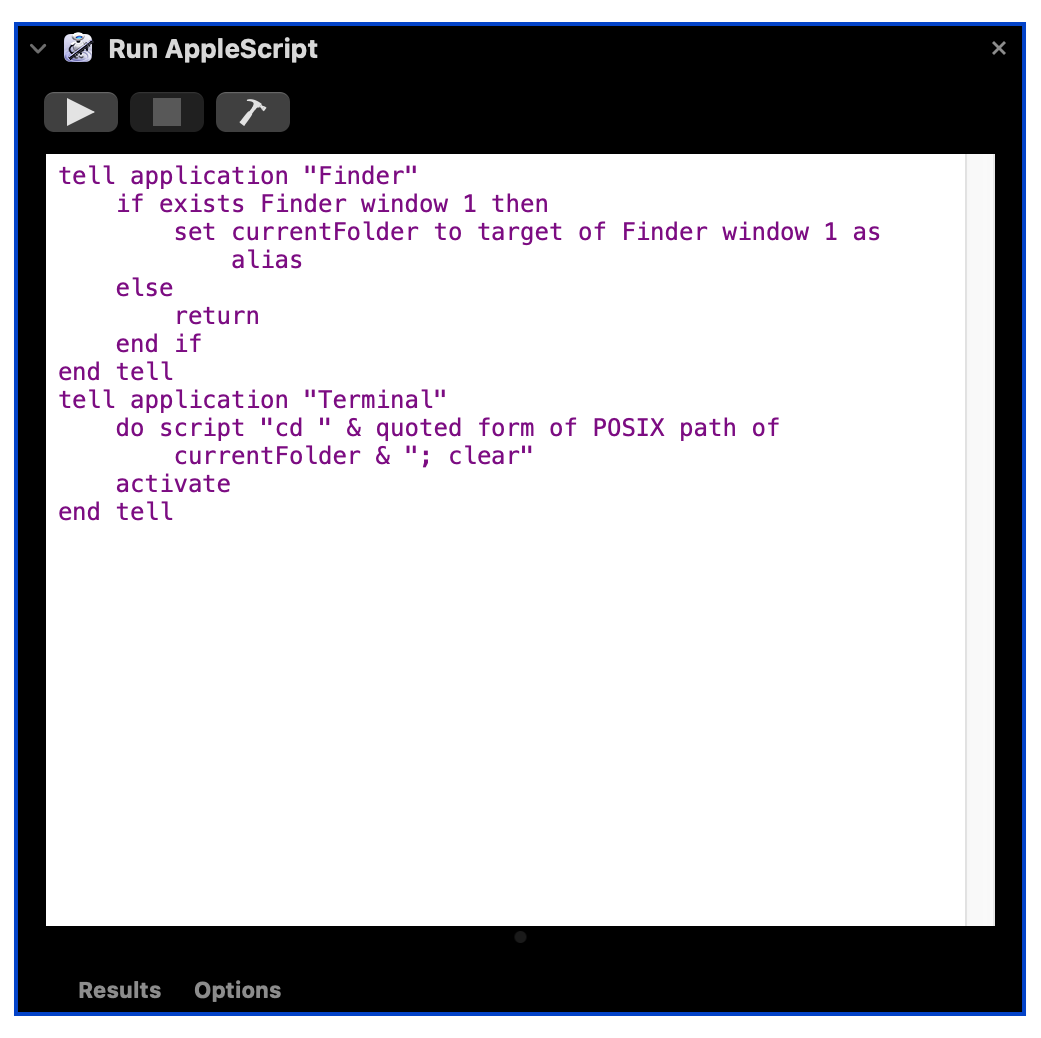 Run AppleScript
tell application "Finder"
    if exists Finder window 1 then
        set currentFolder to target of Finder window 1 as
            alias
    else
        return
    end if
end tell
tell application "Terminal"
    do script "cd " & quoted form of POSIX path of
        currentFolder & "; clear"
    activate
end tell
Results Options